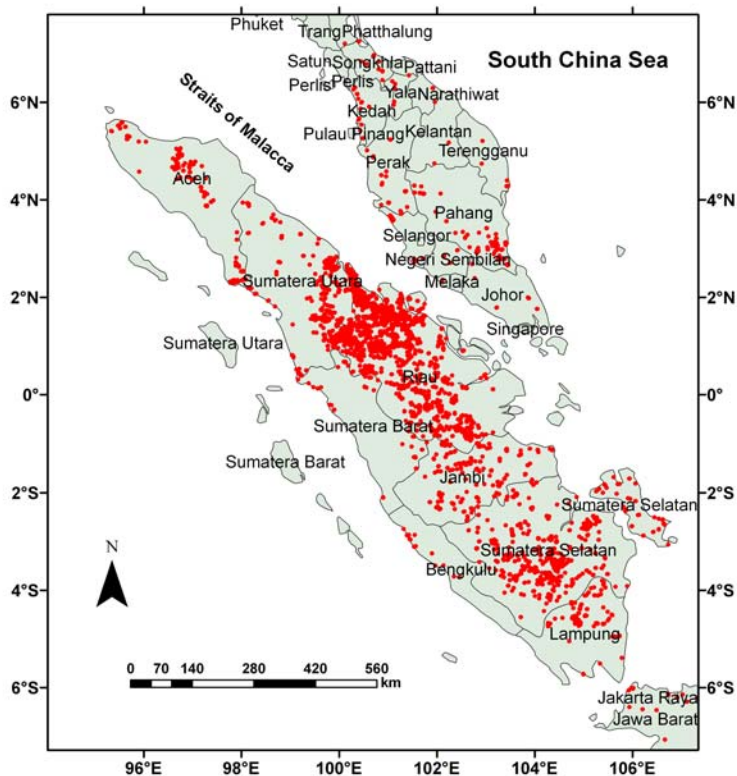 Phuket
Trang Phatthalung
South China Sea
Satun Songkhla
Pattani
Perlis Perlis
Yala Narathiwat
Straits of Malacca
6°N
6°N
Kedah
Pulau Pinang Kelantan
Terengganu
Perak
Aceh
4°N
4°N
Pahang
Selangor
Negeri Sembilan
Sumatera Utara
Melaka
2°N
2°N
Johor
Singapore
Sumatera Utara
Riau
0°
0°
Sumatera Barat
Sumatera Barat
Jambi
2°S
2°S
Sumatera Selatan
N
Sumatera Selatan
Bengkulu
4°S
4°S
Lampung
0 70 140 280 420 560
km
6°S
6°S
Jakarta Raya
Jawa Barat
96°E 98°E 100°E 102°E 104°E 106°E